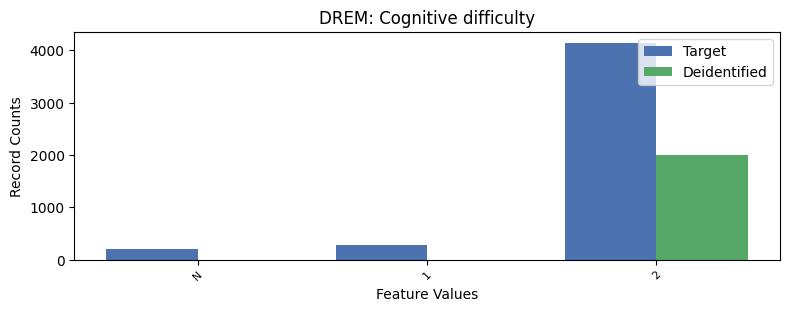 DREM: Cognitive difficulty
Target
Deidentified
Record Counts
4000
3000
2000
1000
0
N
1
2
Feature Values